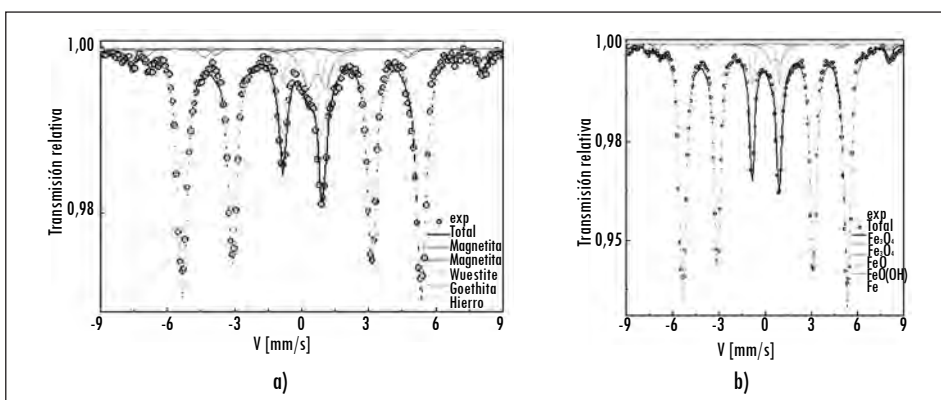 1,00
0,98
Transmisión relativa
exp
Total
Magnetita
Magnetita
Wuestite
Goethita
Hierro
-9 -6 -3 0 3 6 9
V [mm/s]
a)
1,00
0,98
0,95
Transmisión relativa
exp
Total
Fe₃O₄
Fe₃O₄
FeO
FeO(OH)
Fe
-9 -6 -3 0 3 6 9
V [mm/s]
b)